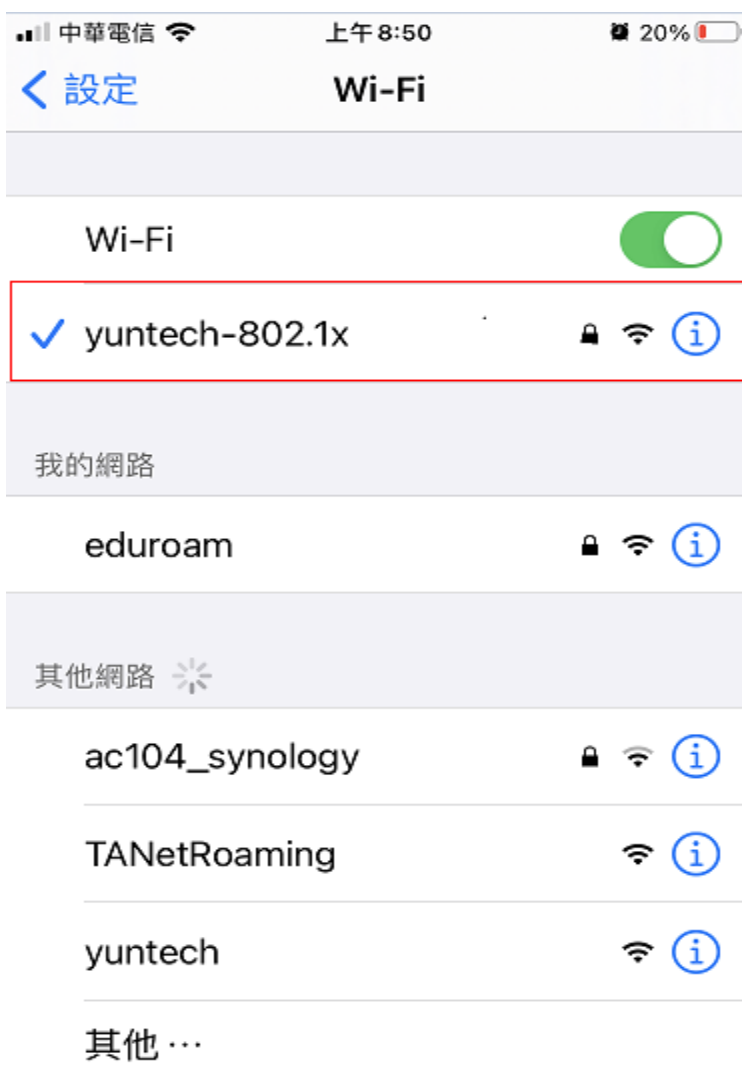 中華電信 上午8:50 20%
設定 Wi-Fi
Wi-Fi
yuntech-802.1x
我的網路
eduroam
其他網路
ac104_synology
TANetRoaming
yuntech
其他 ...